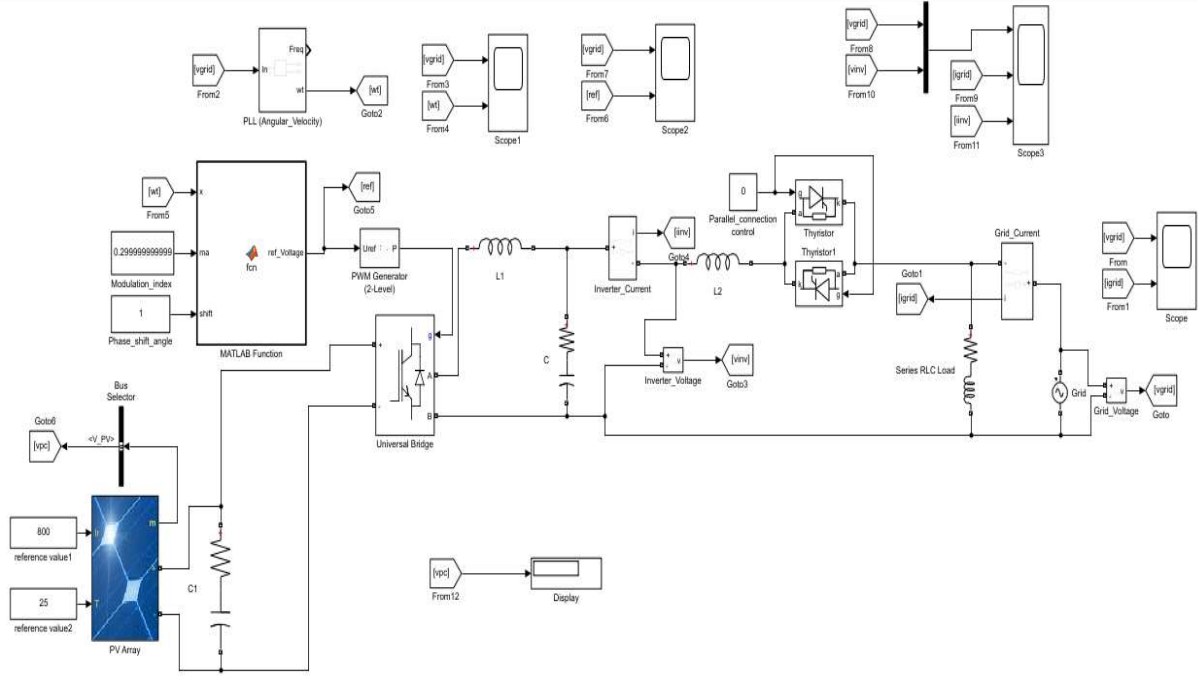 [vgrid]
From2
In
Freq
wt
PLL (Angular_Velocity)
[wt]
Goto2
[vgrid]
From3
[wt]
From4
Scope1
[vgrid]
From7
[ref]
From6
Scope2
[vgrid]
From8
[vinv]
From10
[igrid]
From9
[iinv]
From11
Scope3
[wt]
From5
0.299999999999
Modulation_index
1
Phase_shift_angle
x
ma
shift
fcn
ref_Voltage
MATLAB Function
[ref]
Goto5
Uref
P
PWM Generator
(2-Level)
L1
g
+
-
A
B
Universal Bridge
C
+
i
-
Inverter_Current
[iinv]
Goto4
L2
0
Parallel_connection
control
g
a
k
Thyristor
Thyristor1
k
a
g
+
-
v
Inverter_Voltage
[vinv]
Goto3
Goto1
[igrid]
Grid_Current
-
+
i
Series RLC Load
Grid
+
-
v
Grid_Voltage
[vgrid]
Goto
[vgrid]
From
[igrid]
From1
Scope
Bus
Selector
Goto6
[vpc]
<V_PV>
800
reference value1
25
reference value2
m
T
PV Array
C1
[vpc]
From12
Display